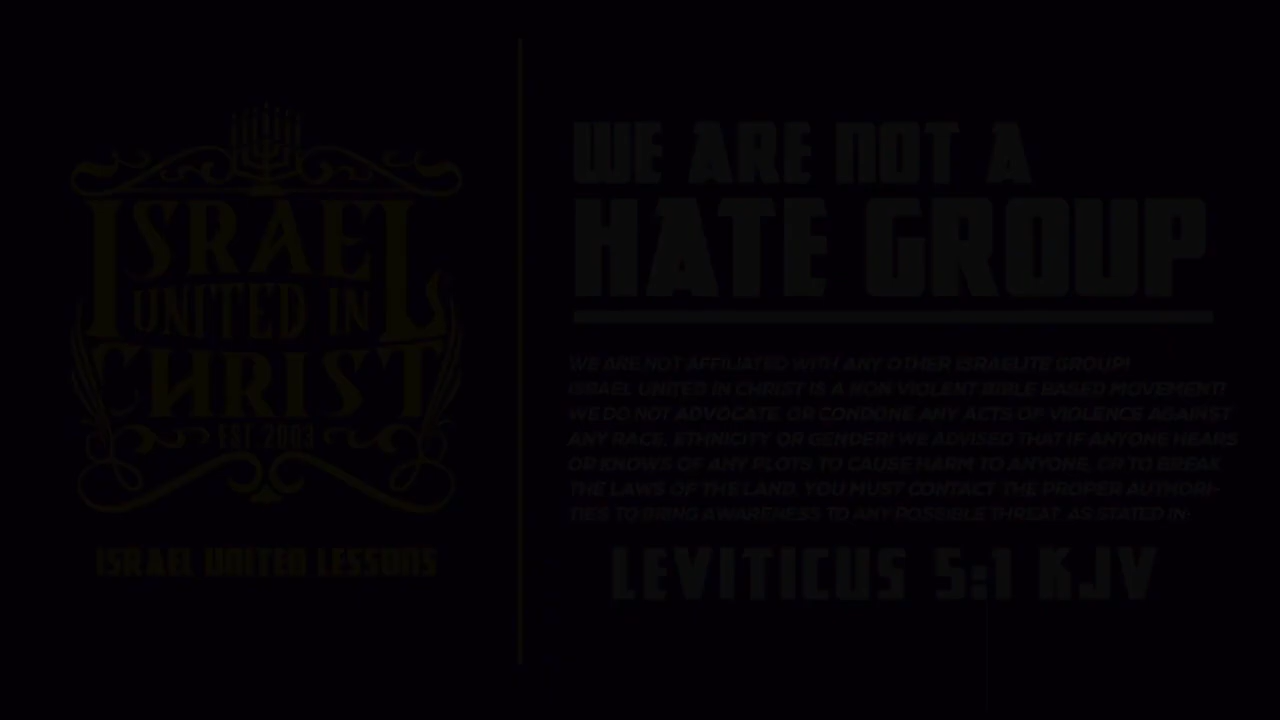 ISRAEL
UNITED IN
CHRIST
EST 2003
ISRAEL UNITED LESSONS
WE ARE NOT A
HATE GROUP
WE ARE NOT AFFILIATED WITH ANY OTHER ISRAELITE GROUP!
ISRAEL UNITED IN CHRIST IS A NON VIOLENT BIBLE BASED MOVEMENT!
WE DO NOT ADVOCATE, OR CONDONE ANY ACTS OF VIOLENCE AGAINST
ANY RACE, ETHNICITY OR GENDER! WE ADVISED THAT IF ANYONE HEARS
OR KNOWS OF ANY PLOTS TO CAUSE HARM TO ANYONE, OR TO BREAK
THE LAWS OF THE LAND, YOU MUST CONTACT THE PROPER AUTHORI-
TIES TO BRING AWARENESS TO ANY POSSIBLE THREAT, AS STATED IN:
LEVITICUS 5:1 KJV